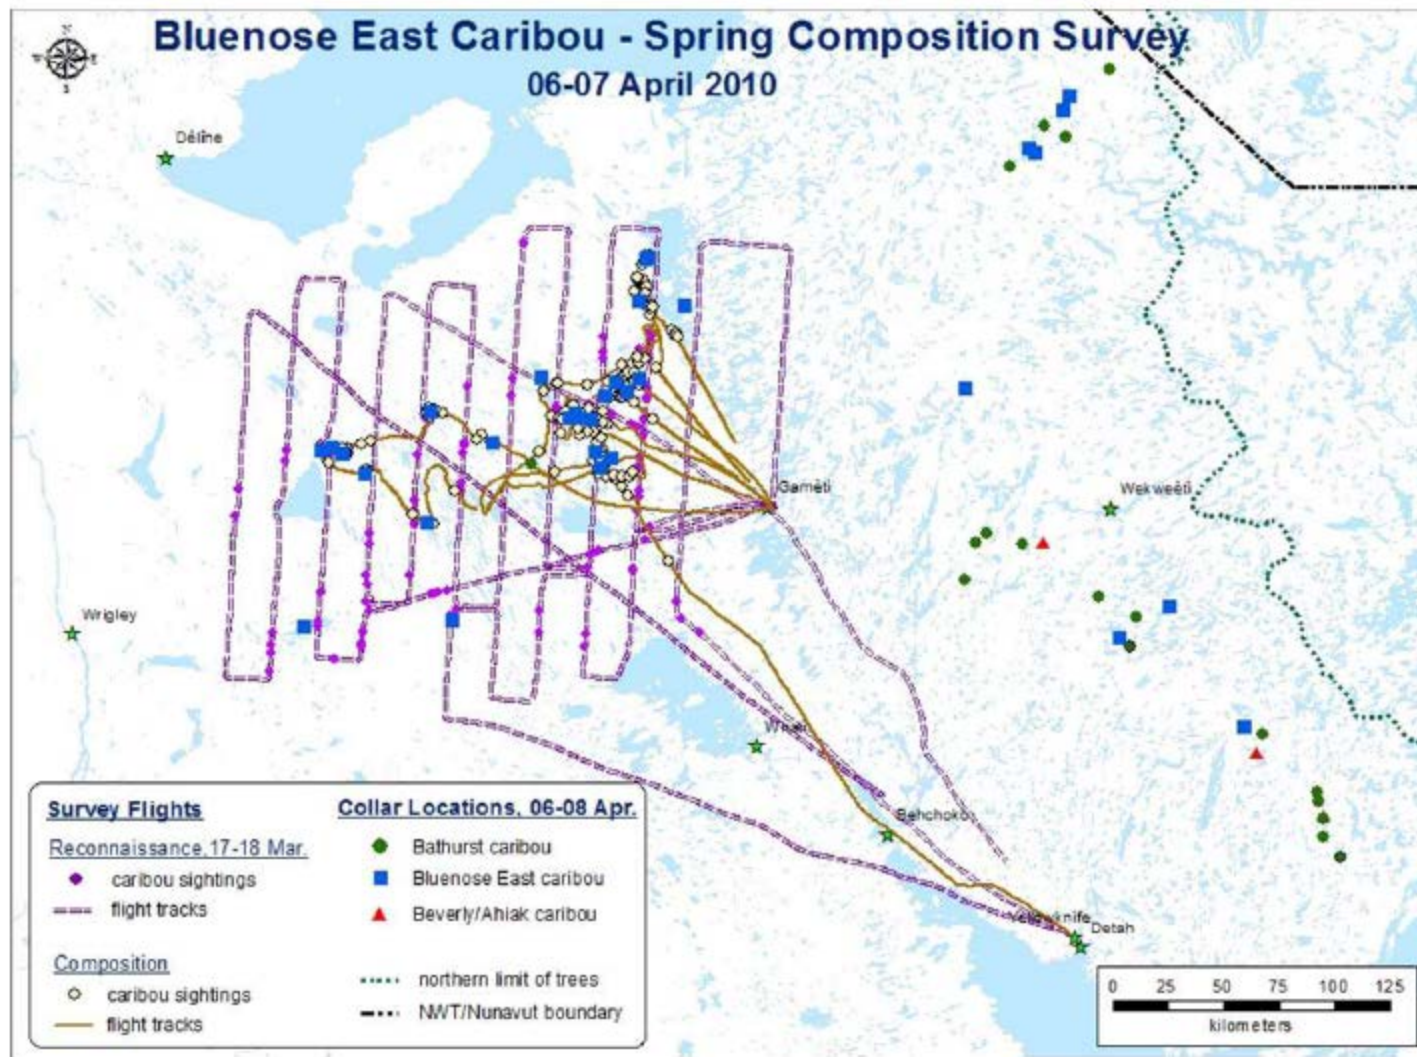 Bluenose East Caribou - Spring Composition Survey
06-07 April 2010
N
Délįne
Gamèti
Wekweètì
Wrigley
Whatì
Behchoko
Yellowknife
Detah
Survey Flights
Reconnaissance, 17-18 Mar.
caribou sightings
flight tracks
Composition
caribou sightings
flight tracks
Collar Locations, 06-08 Apr.
Bathurst caribou
Bluenose East caribou
Beverly/Ahiak caribou
northern limit of trees
NWT/Nunavut boundary
0 25 50 75 100 125
kilometers